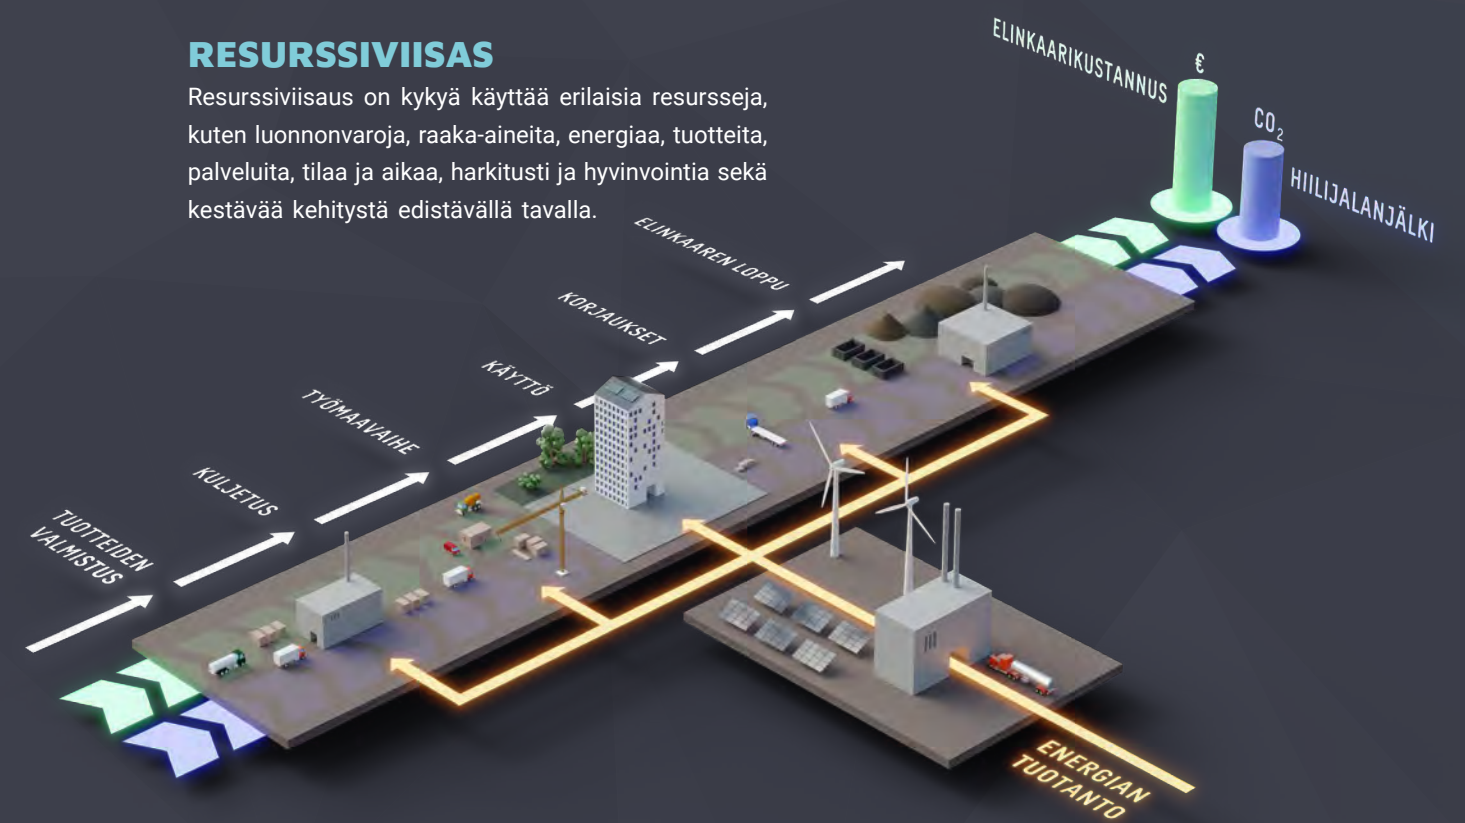 RESURSSIVIISAS
Resurssiviisaus on kykyä käyttää erilaisia resursseja,
kuten luonnonvaroja, raaka-aineita, energiaa, tuotteita,
palveluita, tilaa ja aikaa, harkitusti ja hyvinvointia sekä
kestävää kehitystä edistävällä tavalla.
ELINKAARIKUSTANNUS
€
CO₂
HIILIJALANJÄLKI
ELINKAAREN LOPPU
KORJAUKSET
KÄYTTÖ
TYÖMAAVAIHE
KULJETUS
TUOTTEIDEN
VALMISTUS
ENERGIAN
TUOTANTO